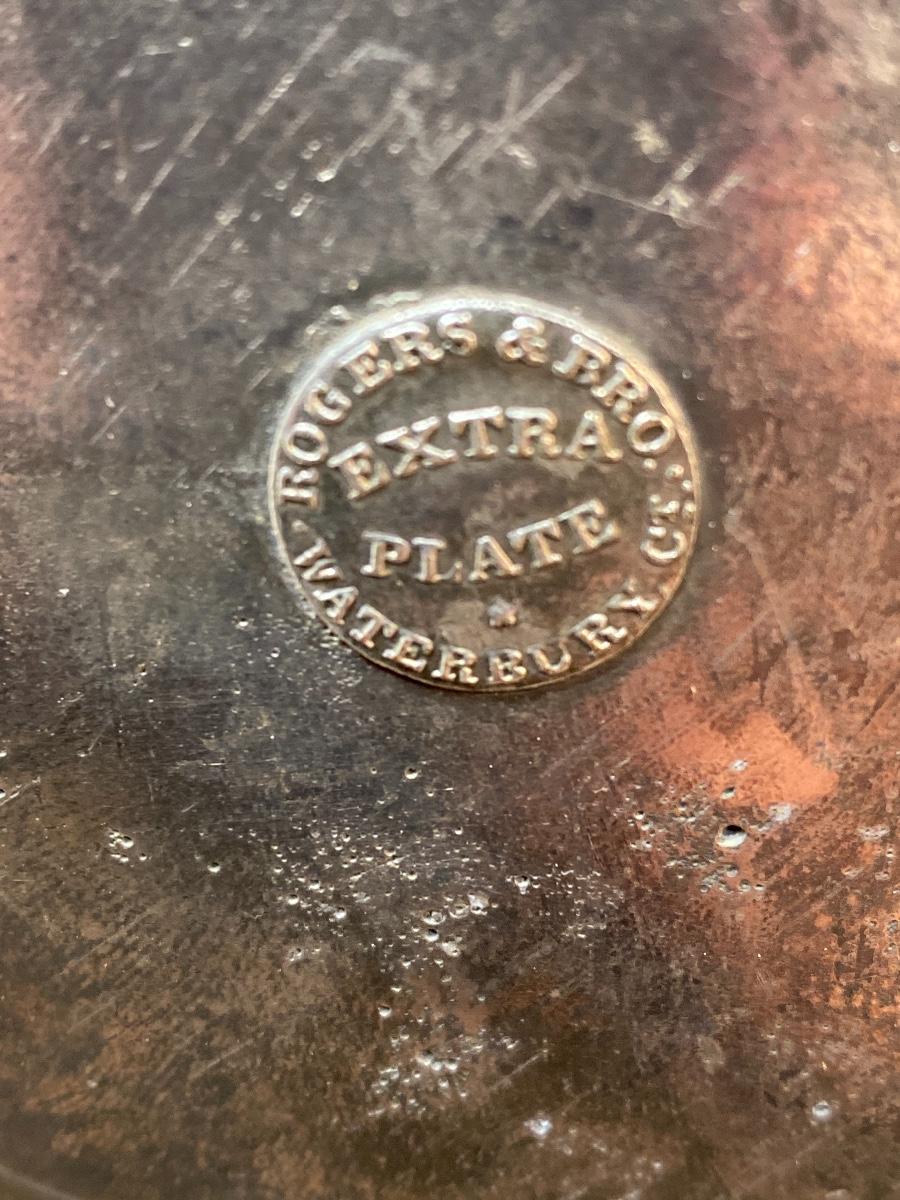 ROGERS & BRO.
EXTRA
PLATE
WATERBURY CT.